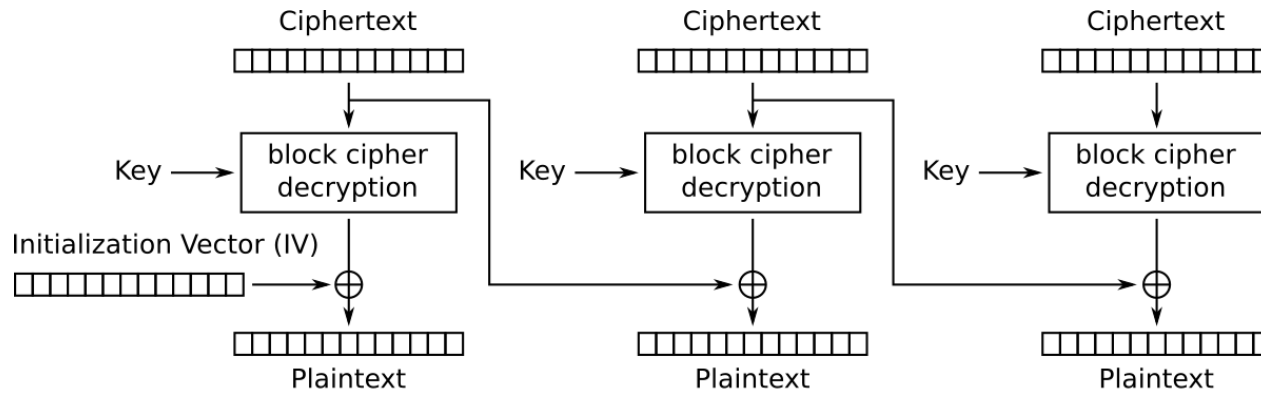 Ciphertext
Ciphertext
Ciphertext
Key
block cipher
decryption
Key
block cipher
decryption
Key
block cipher
decryption
Initialization Vector (IV)
Plaintext
Plaintext
Plaintext